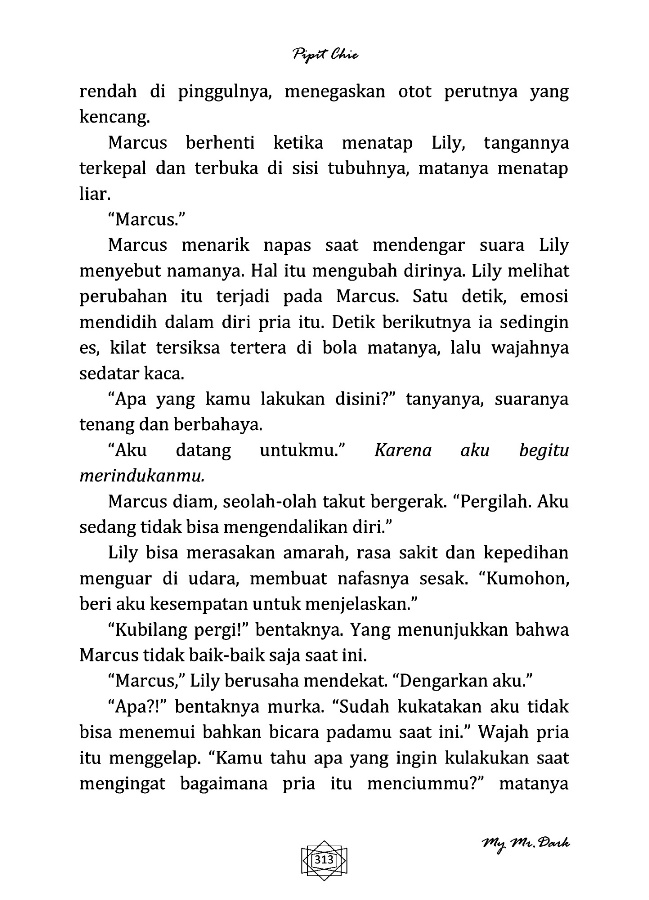 Pipit Chie
rendah di pinggulnya, menegaskan otot perutnya yang
kencang.
Marcus berhenti ketika menatap Lily, tangannya
terkepal dan terbuka di sisi tubuhnya, matanya menatap
liar.
“Marcus.”
Marcus menarik napas saat mendengar suara Lily
menyebut namanya. Hal itu mengubah dirinya. Lily melihat
perubahan itu terjadi pada Marcus. Satu detik, emosi
mendidih dalam diri pria itu. Detik berikutnya ia sedingin
es, kilat tersiksa tertera di bola matanya, lalu wajahnya
sedatar kaca.
“Apa yang kamu lakukan disini?” tanyanya, suaranya
tenang dan berbahaya.
“Aku datang untukmu.” Karena aku begitu
merindukanmu.
Marcus diam, seolah-olah takut bergerak. “Pergilah. Aku
sedang tidak bisa mengendalikan diri.”
Lily bisa merasakan amarah, rasa sakit dan kepedihan
menguar di udara, membuat nafasnya sesak. “Kumohon,
beri aku kesempatan untuk menjelaskan.”
“Kubilang pergi!” bentaknya. Yang menunjukkan bahwa
Marcus tidak baik-baik saja saat ini.
“Marcus,” Lily berusaha mendekat. “Dengarkan aku.”
“Apa?!” bentaknya murka. “Sudah kukatakan aku tidak
bisa menemui bahkan bicara padamu saat ini.” Wajah pria
itu menggelap. “Kamu tahu apa yang ingin kulakukan saat
mengingat bagaimana pria itu menciummu?” matanya
My Mr. Dark
313